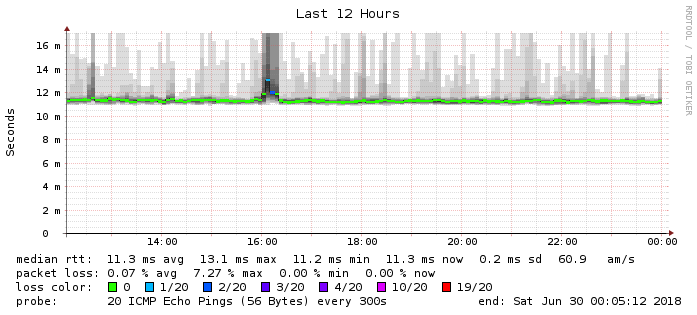 Last 12 Hours
RRDTOOL / TOBI OETIKER
Seconds
16 m
14 m
12 m
10 m
8 m
6 m
4 m
2 m
0
14:00 16:00 18:00 20:00 22:00 00:00
median rtt: 11.3 ms avg 13.1 ms max 11.2 ms min 11.3 ms now 0.2 ms sd 60.9 am/s
packet loss: 0.07 % avg 7.27 % max 0.00 % min 0.00 % now
loss color: 0 1/20 2/20 3/20 4/20 10/20 19/20
probe: 20 ICMP Echo Pings (56 Bytes) every 300s end: Sat Jun 30 00:05:12 2018